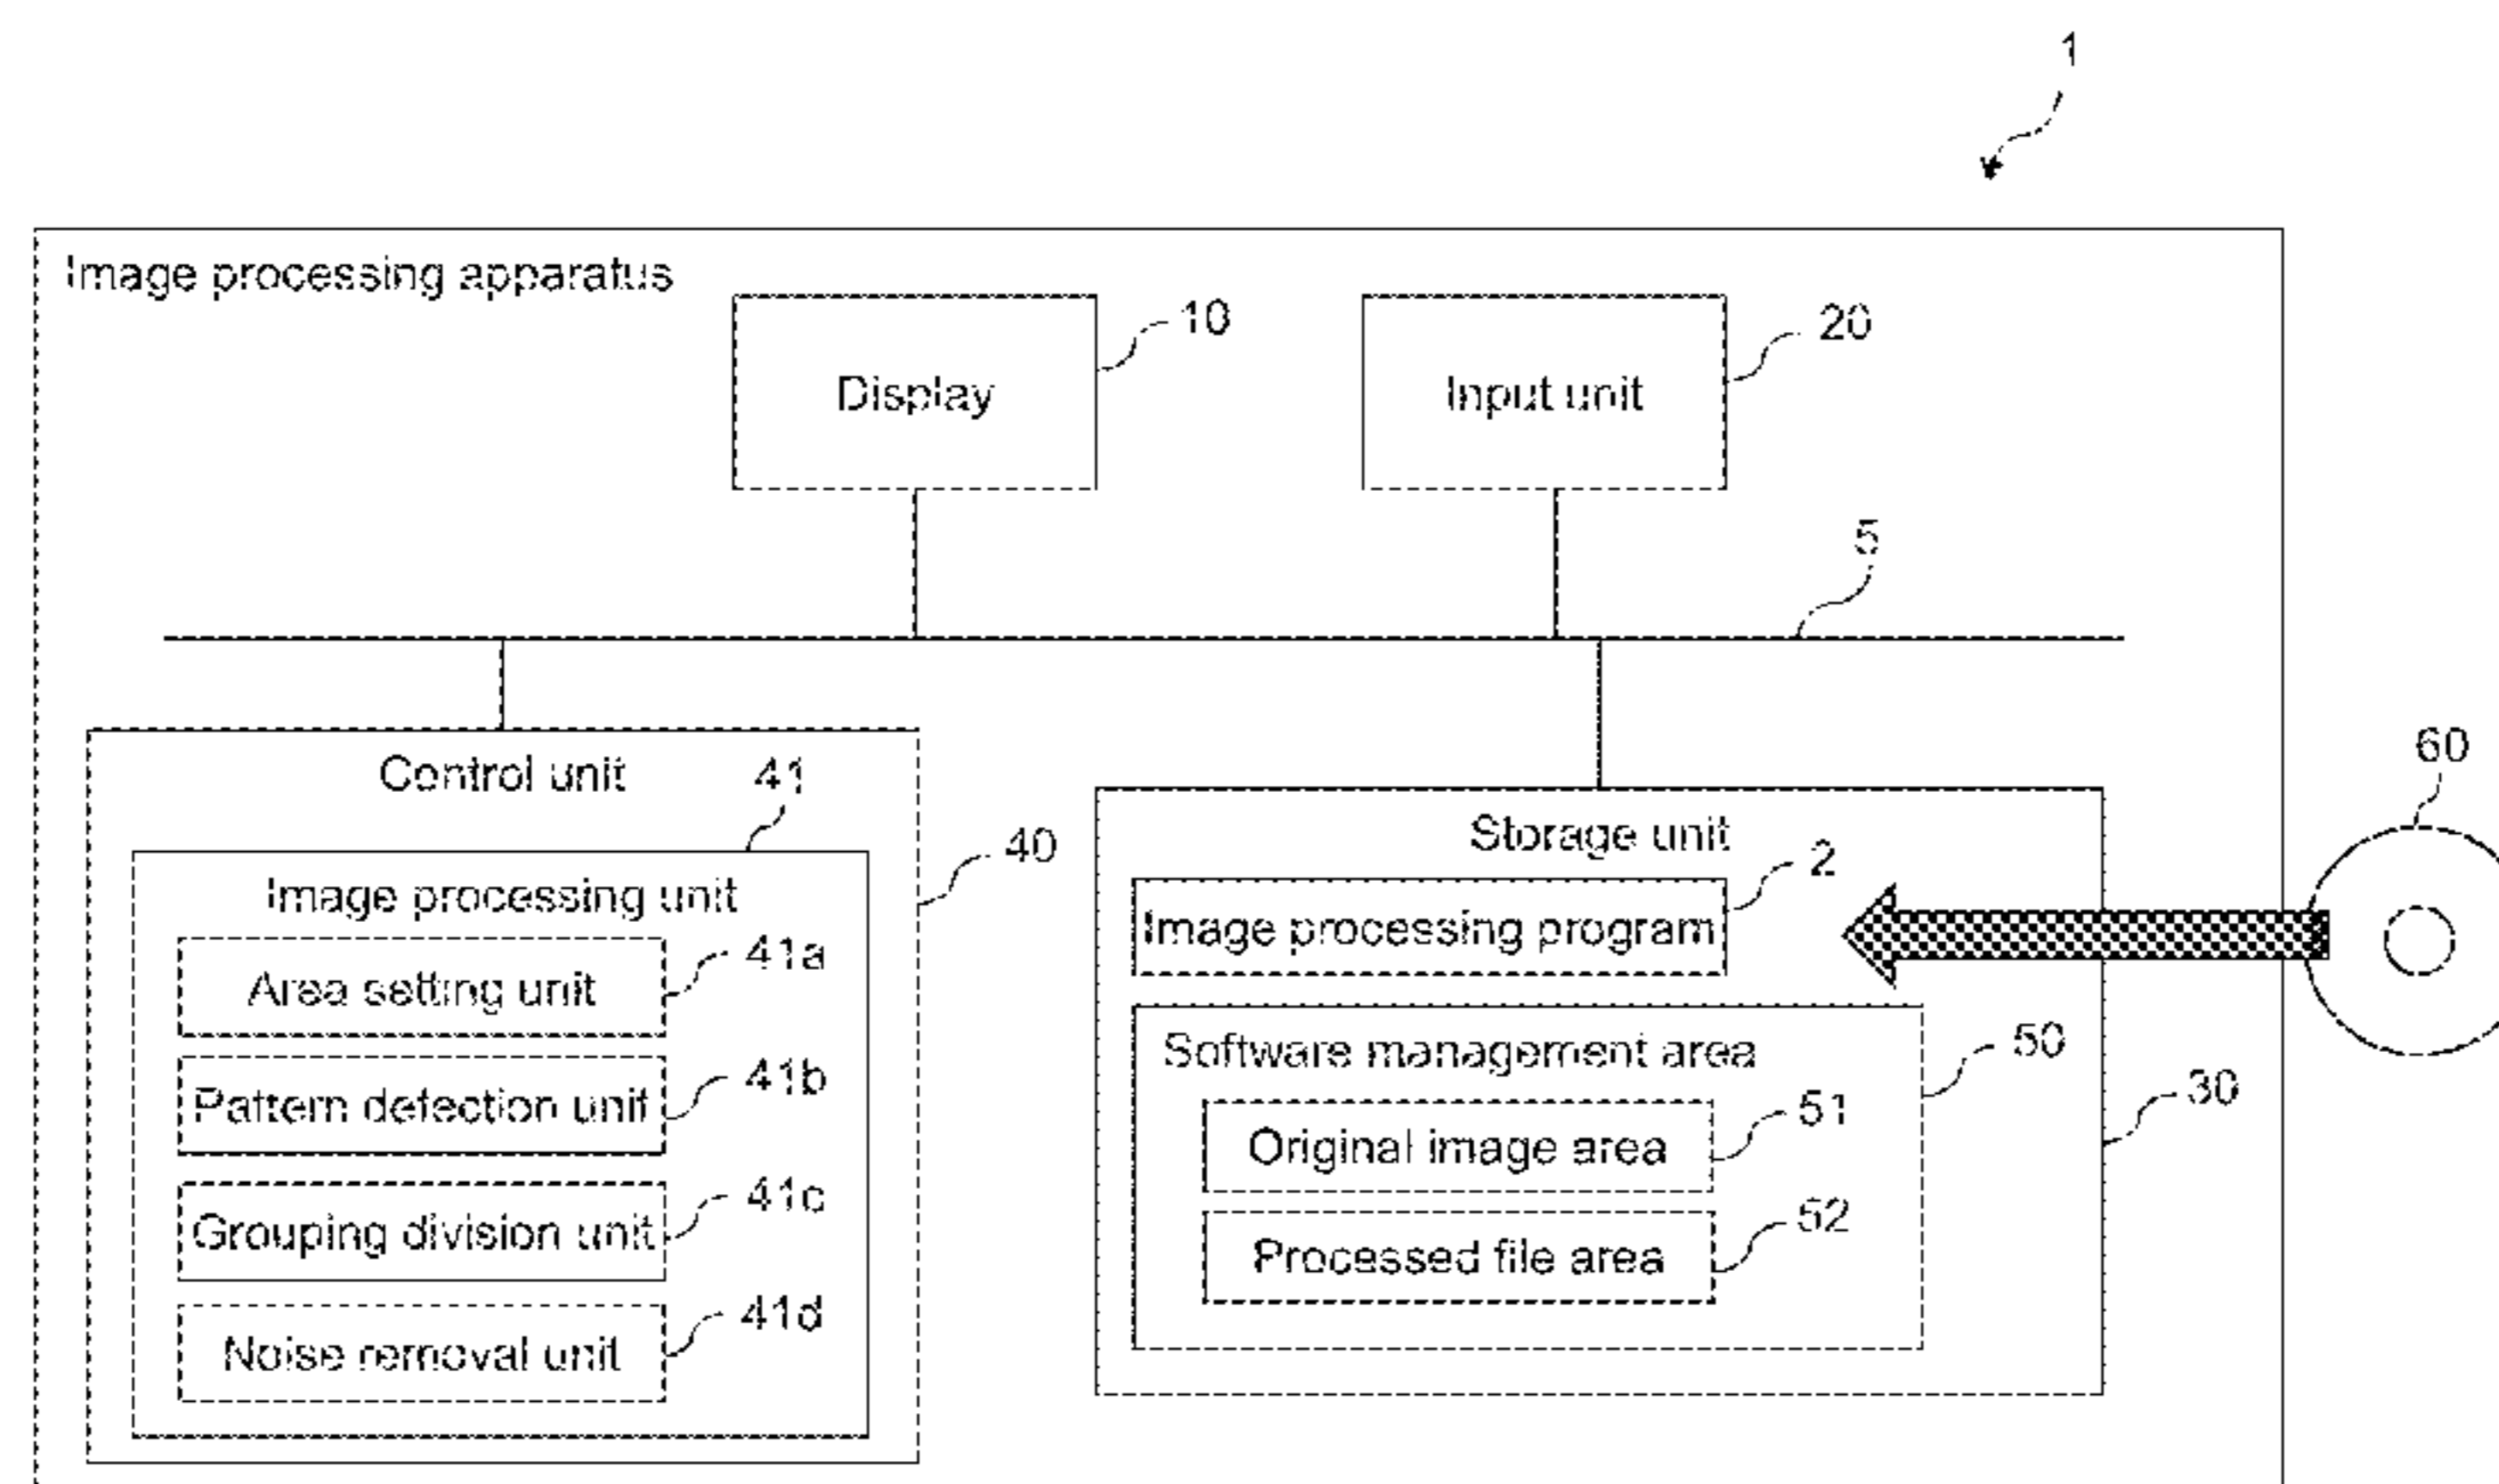 1
Image processing apparatus
10
20
Display
Input unit
5
Control unit
41
60
Storage unit
40
2
Image processing unit
Image processing program
41a
Area setting unit
50
Software management area
41b
30
Pattern detection unit
51
Original image area
41c
52
Grouping division unit
Processed file area
41d
Noise removal unit